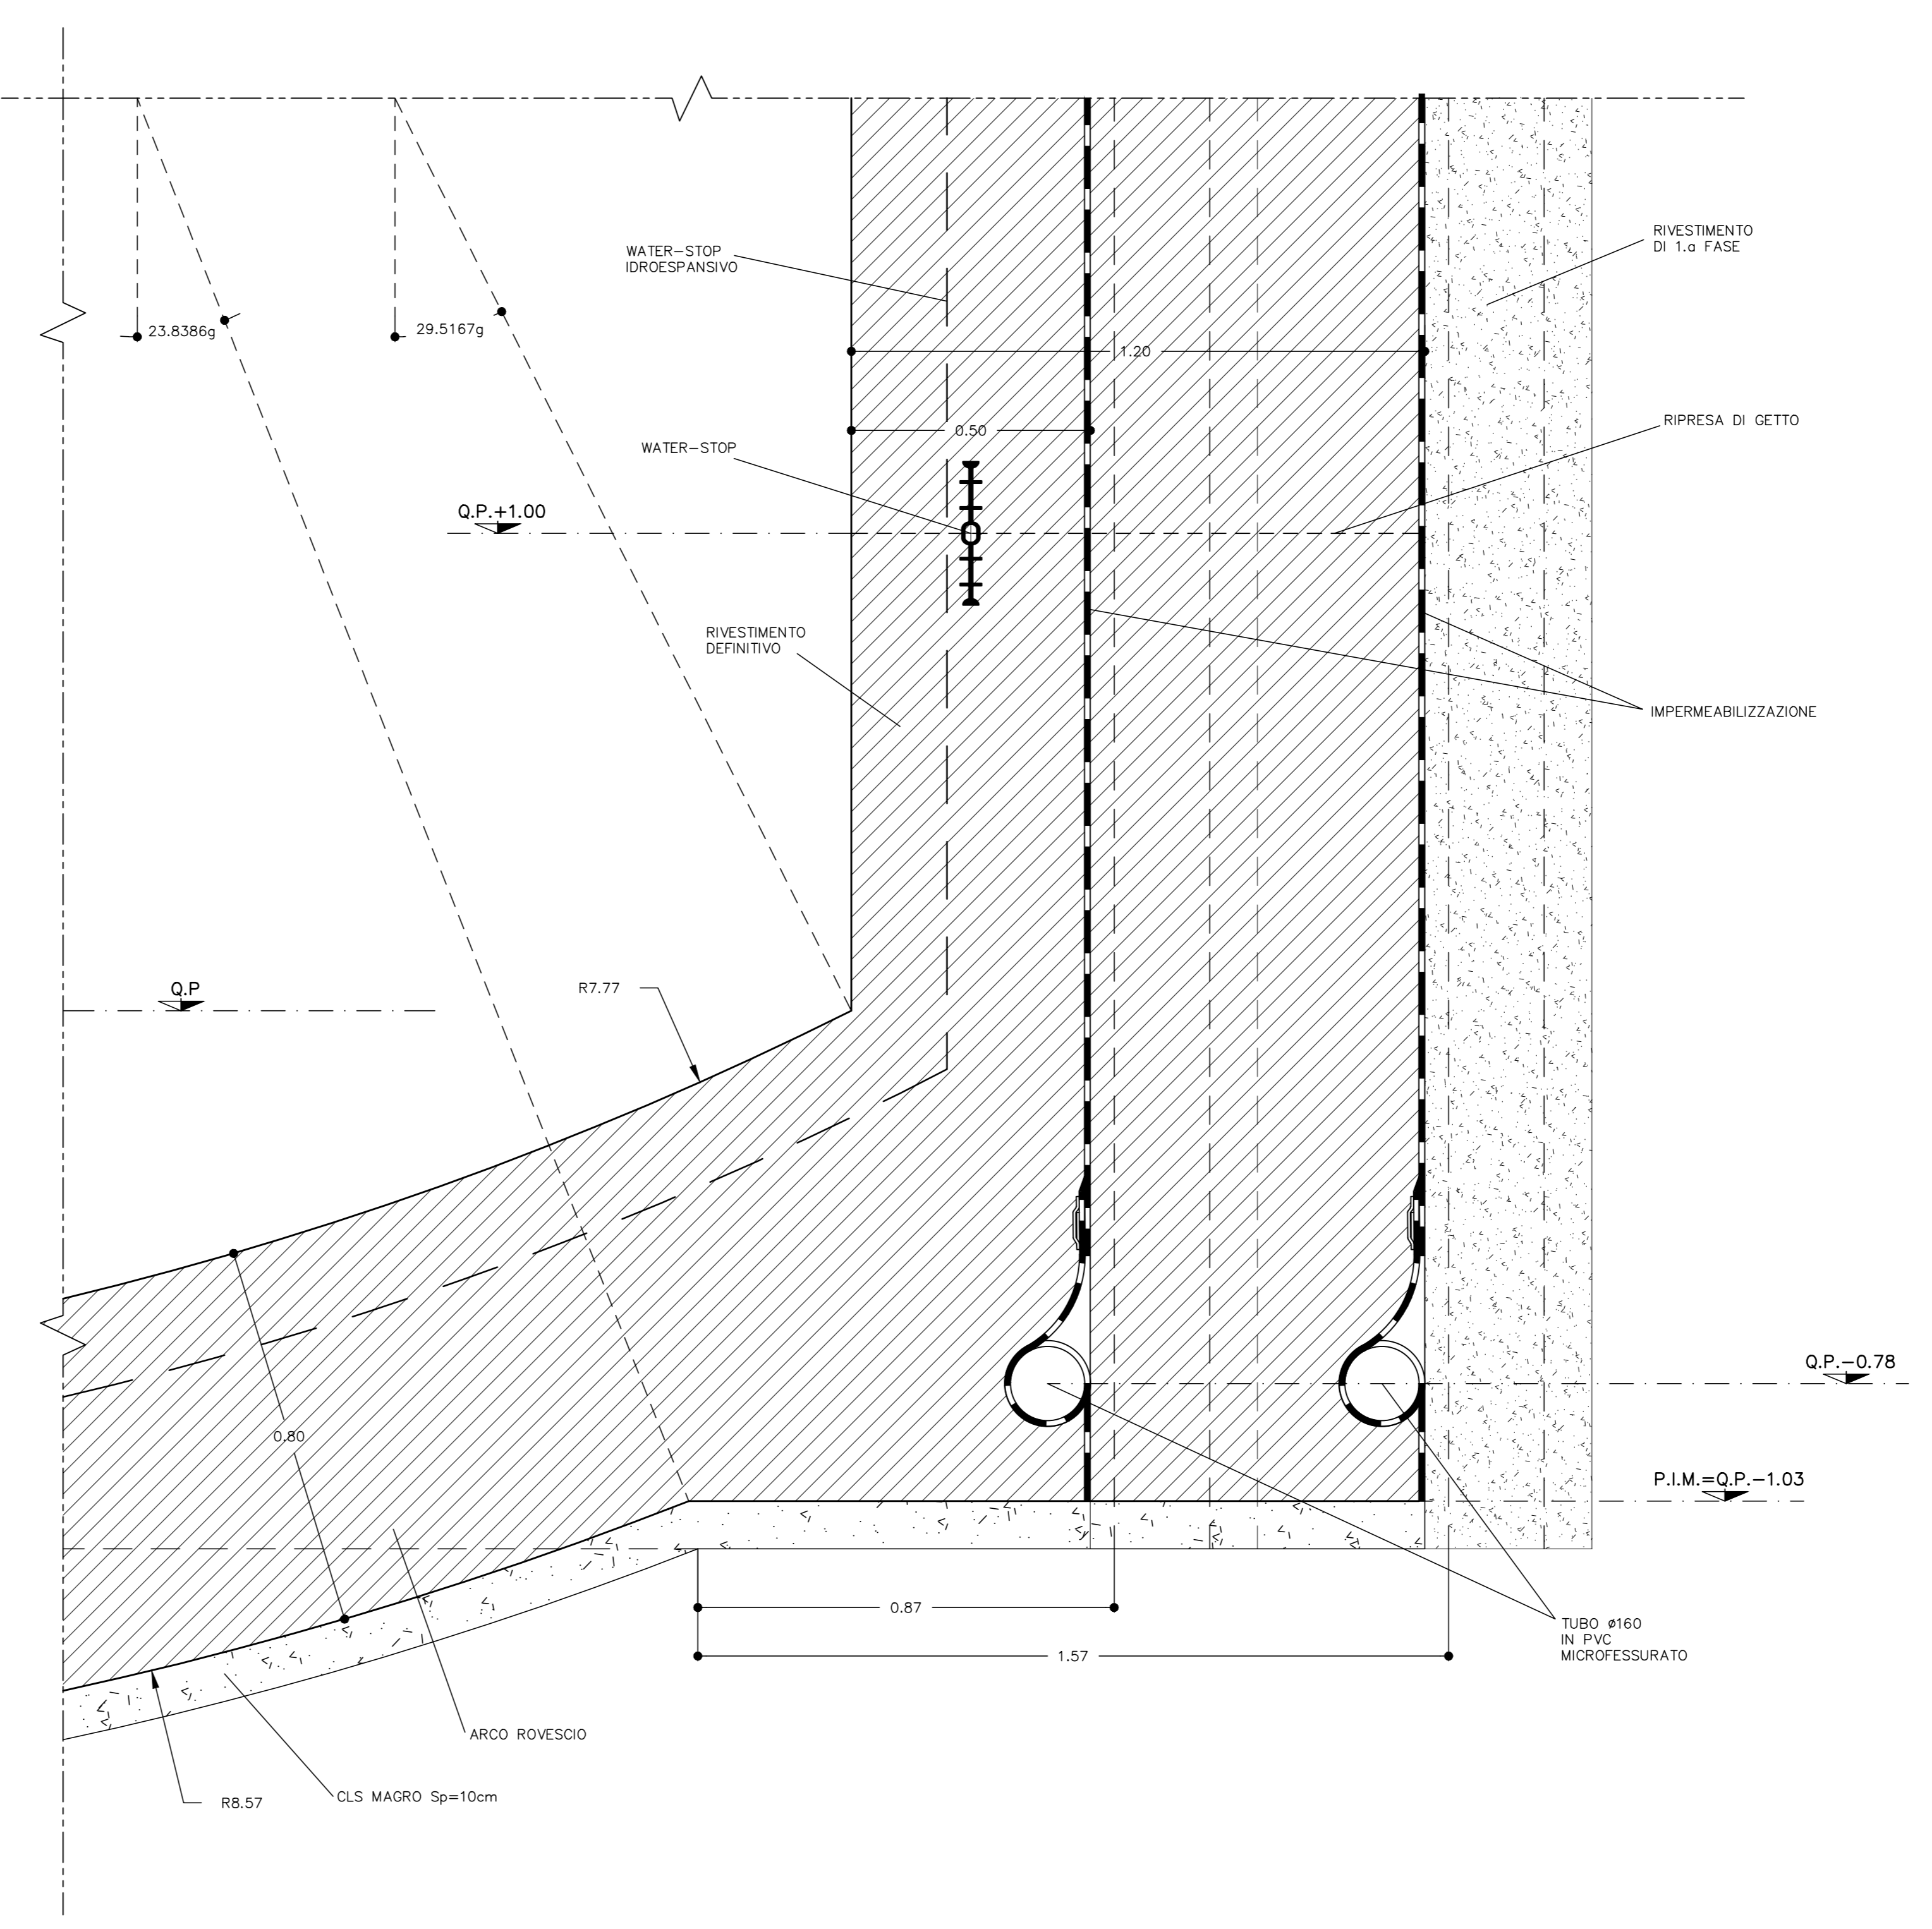 WATER-STOP
IDROESPANSIVO
RIVESTIMENTO
DI 1.a FASE
23.8386g
29.5167g
1.20
RIPRESA DI GETTO
0.50
WATER-STOP
Q.P.+1.00
RIVESTIMENTO
DEFINITIVO
IMPERMEABILIZZAZIONE
Q.P
R7.77
Q.P.-0.78
0.80
P.I.M.=Q.P.-1.03
0.87
TUBO ø160
IN PVC
MICROFESSURATO
1.57
ARCO ROVESCIO
CLS MAGRO Sp=10cm
R8.57